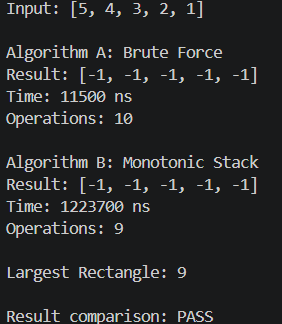 Input: [5, 4, 3, 2, 1]
Algorithm A: Brute Force
Result: [-1, -1, -1, -1, -1]
Time: 11500 ns
Operations: 10
Algorithm B: Monotonic Stack
Result: [-1, -1, -1, -1, -1]
Time: 1223700 ns
Operations: 9
Largest Rectangle: 9
Result comparison: PASS